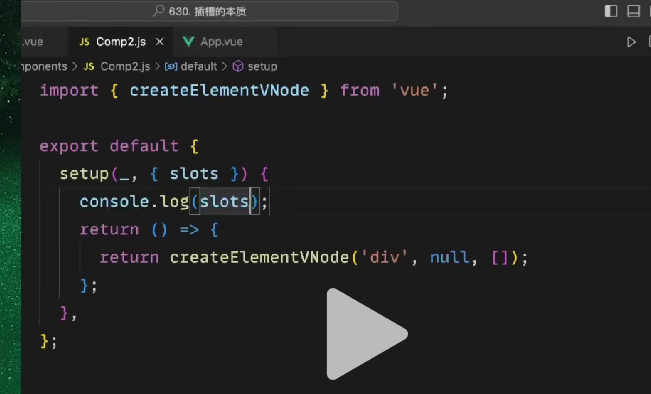 630. 插槽的本质
.vue JS Comp2.js × App.vue
ponents > JS Comp2.js > default > setup
import { createElementVNode } from 'vue';
export default {
setup(_, { slots }) {
console.log(slots);
return () => {
return createElementVNode('div', null, []);
};
},
};